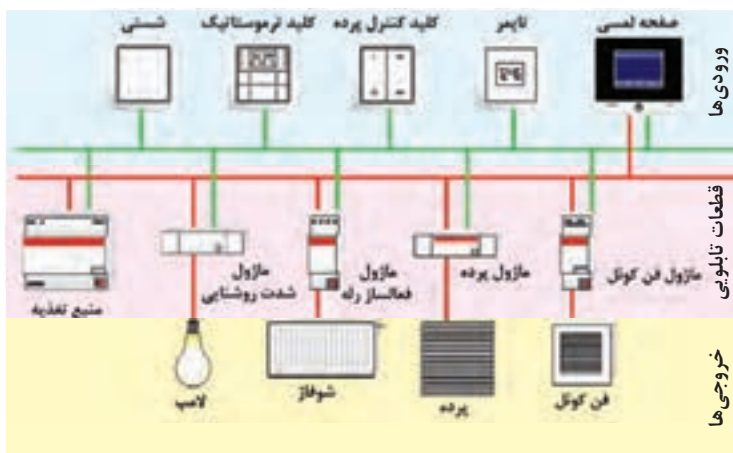 صفحه لمسی
تایمر
کلید کنترل پرده
کلید ترموستاتیک
شستی
ورودی‌ها
قطعات تابلویی
ماژول فن کوئل
ماژول پرده
ماژول
فعالساز رله
ماژول
شدت روشنایی
منبع تغذیه
خروجی‌ها
فن کوئل
پرده
شوفاژ
لامپ